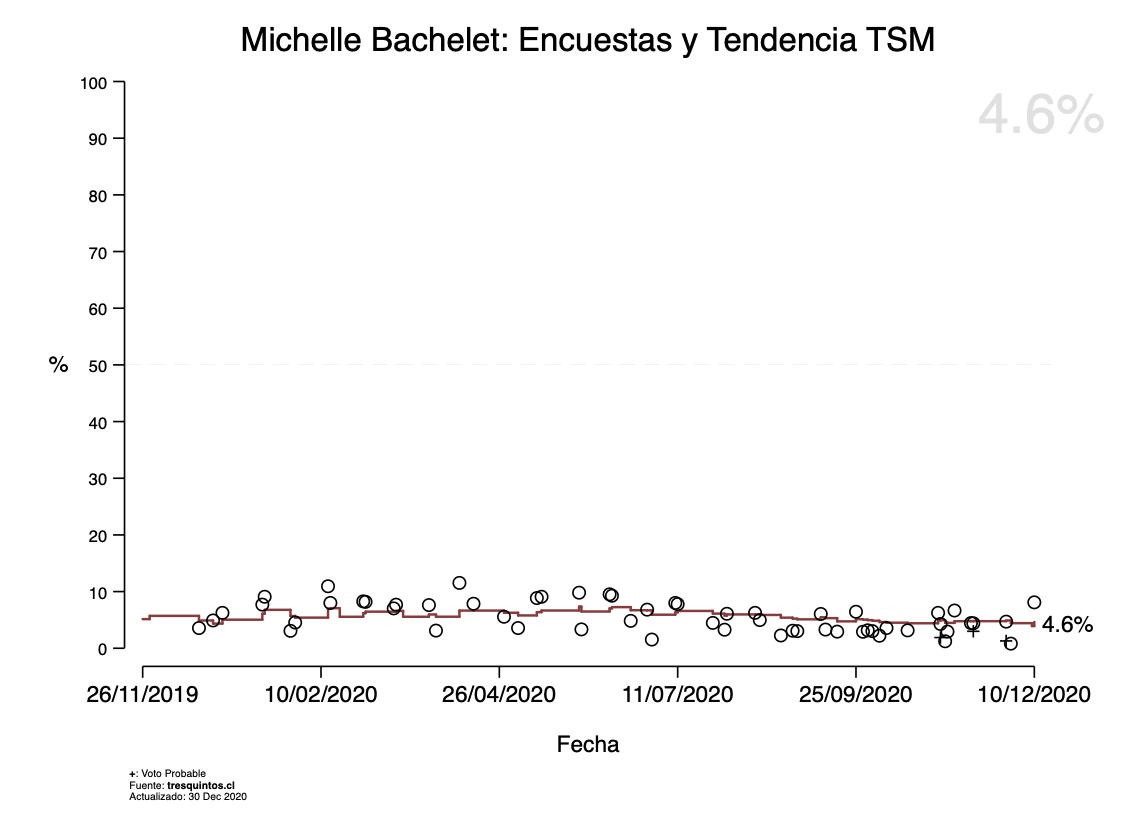 Michelle Bachelet: Encuestas y Tendencia TSM
4.6%
100
90
80
70
60
50
40
30
20
10
0
%
4.6%
26/11/2019 10/02/2020 26/04/2020 11/07/2020 25/09/2020 10/12/2020
Fecha
+: Voto Probable
Fuente: tresquintos.cl
Actualizado: 30 Dec 2020